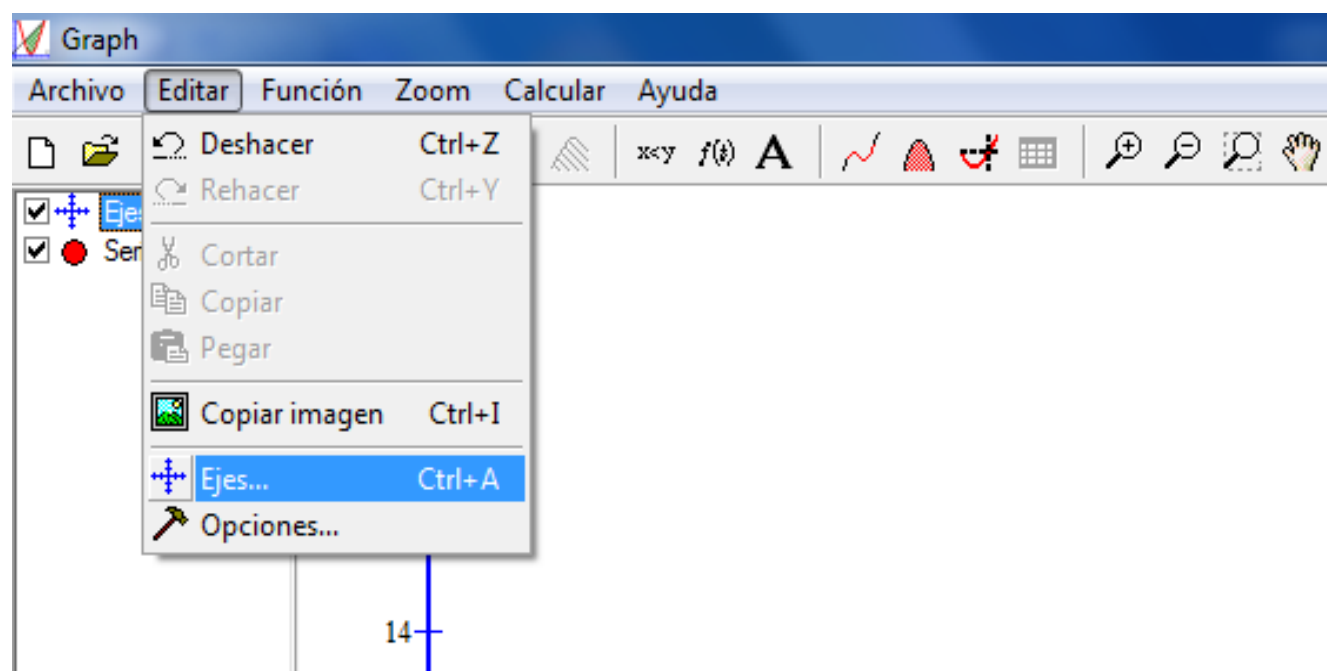 Graph
Archivo Editar Función Zoom Calcular Ayuda
Deshacer Ctrl+Z
x<y f(t) A
Rehacer Ctrl+Y
Cortar
Copiar
Pegar
Copiar imagen Ctrl+I
Ejes... Ctrl+A
Opciones...
14